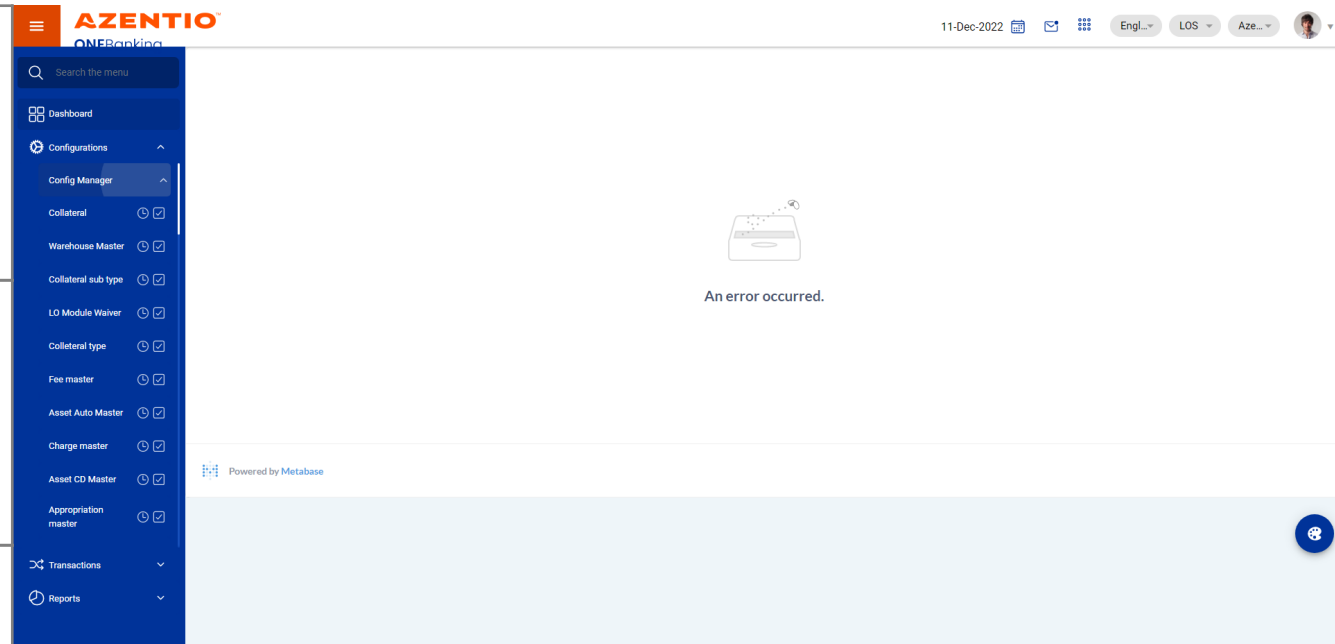 AZENTIO™
ONEBanking
11-Dec-2022
Engl...
LOS
Aze...
Search the menu
Dashboard
Configurations
Config Manager
Collateral
Warehouse Master
Collateral sub type
LO Module Waiver
Colleteral type
Fee master
Asset Auto Master
Charge master
Asset CD Master
Appropriation
master
Transactions
Reports
An error occurred.
Powered by Metabase